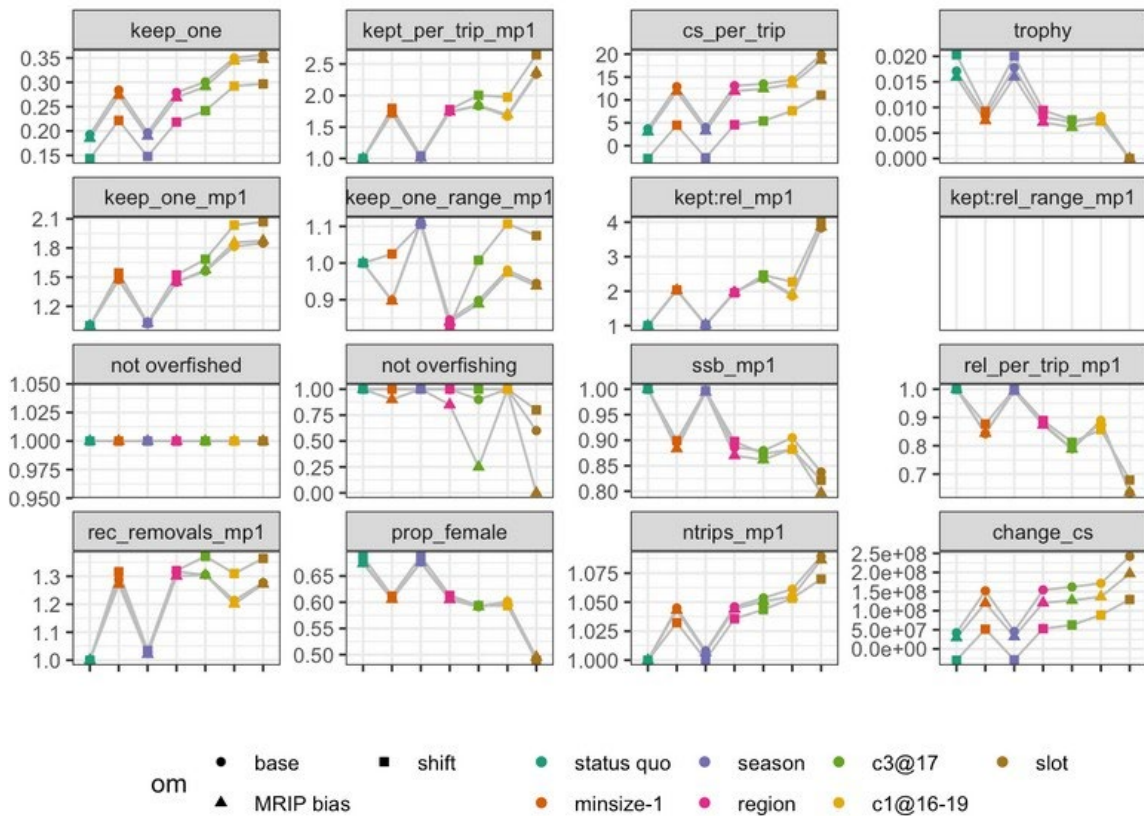 keep_one kept_per_trip_mp1 cs_per_trip trophy
0.35 0.30 0.25 0.20 0.15
2.5 2.0 1.5 1.0
20 15 10 5 0
0.020 0.015 0.010 0.005 0.000
keep_one_mp1 keep_one_range_mp1 kept:rel_mp1 kept:rel_range_mp1
2.1 1.8 1.5 1.2
1.1 1.0 0.9
4 3 2 1
not overfished not overfishing ssb_mp1 rel_per_trip_mp1
1.050 1.025 1.000 0.975 0.950
1.00 0.75 0.50 0.25 0.00
1.00 0.95 0.90 0.85 0.80
1.0 0.9 0.8 0.7
rec_removals_mp1 prop_female ntrips_mp1 change_cs
1.3 1.2 1.1 1.0
0.65 0.60 0.55 0.50
1.075 1.050 1.025 1.000
2.5e+08 2.0e+08 1.5e+08 1.0e+08 5.0e+07 0.0e+00
om
base shift status quo season c3@17 slot
MRIP bias minsize-1 region c1@16-19